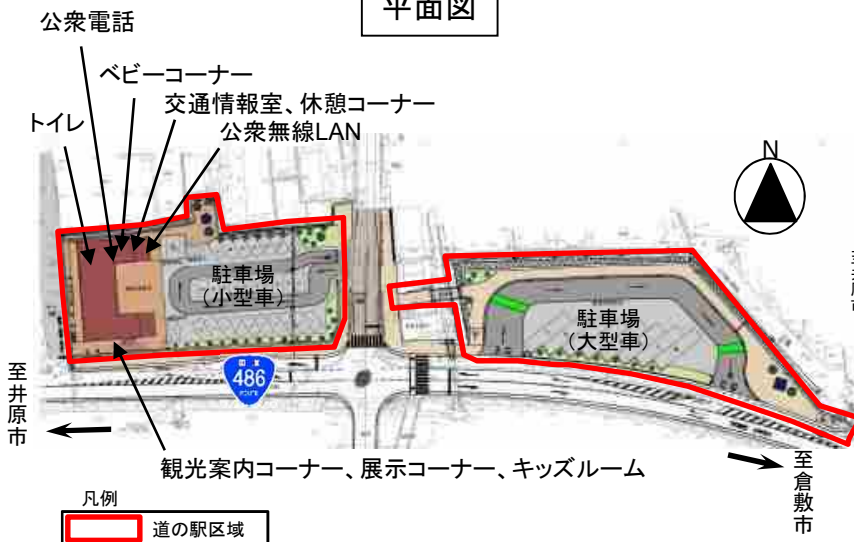 平面図
公衆電話
ベビーコーナー
交通情報室、休憩コーナー
トイレ
公衆無線LAN
N
駐車場
(小型車)
駐車場
(大型車)
国道
486
ROUTE
至井原市
観光案内コーナー、展示コーナー、キッズルーム
至倉敷市
凡例
道の駅区域